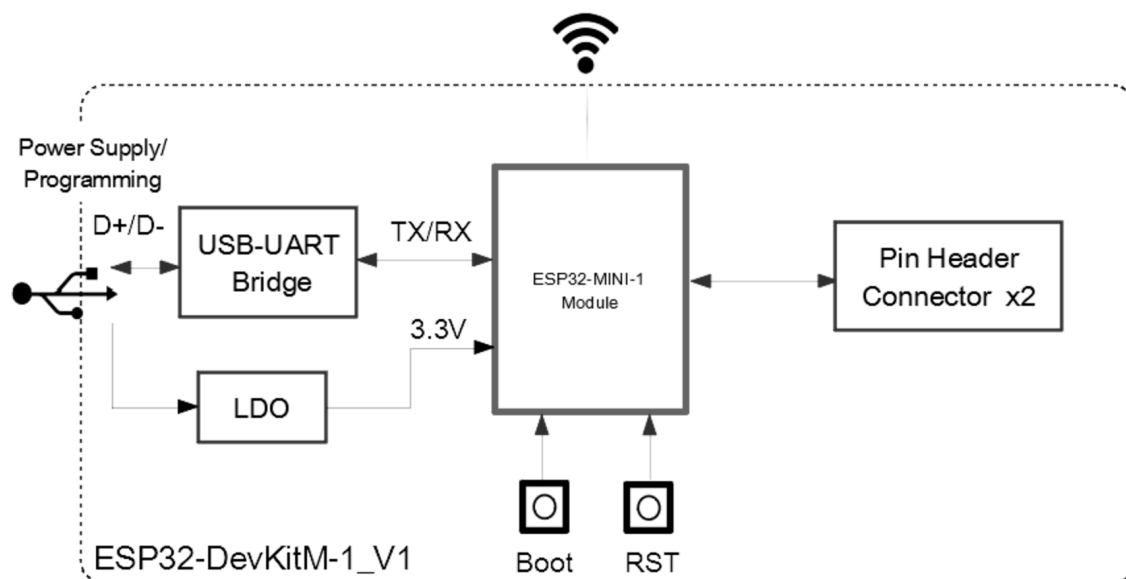 Power Supply/
Programming
D+/D-
USB-UART
Bridge
TX/RX
ESP32-MINI-1
Module
Pin Header
Connector x2
3.3V
LDO
Boot
RST
ESP32-DevKitM-1_V1